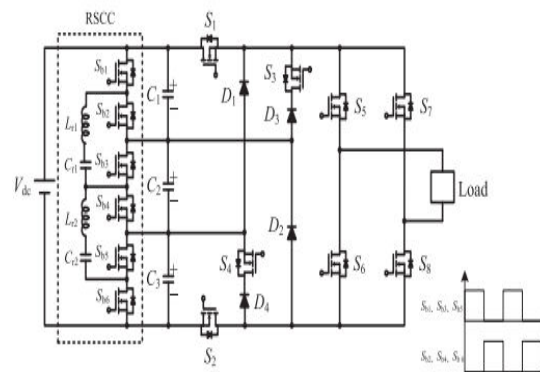 RSCC
S1
Sb1
S3
Lr1
Sb2
C1
D1
D3
S5
S7
Cr1
Sb3
Vdc
Sb4
C2
Load
Lr2
D2
Cr2
Sb5
C3
S4
S6
S8
Sb6
D4
S2
Sb1, Sb3, Sb5
Sb2, Sb4, Sb6